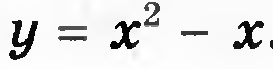 y = x² − x.